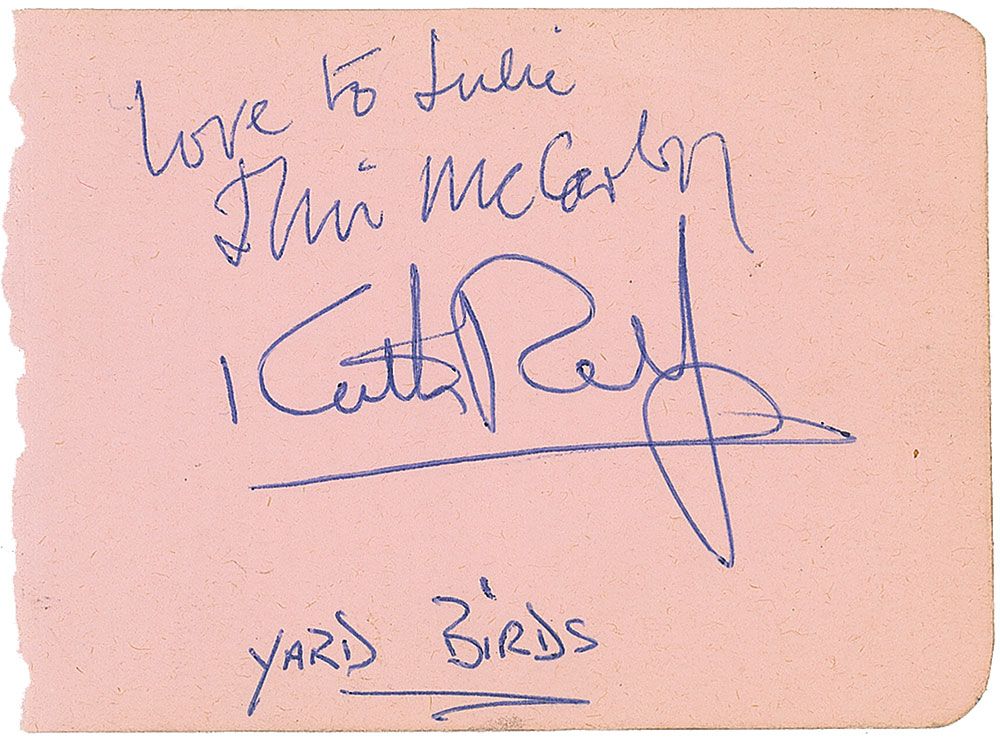 Love to Julie
Jim McCarty
Keith Relf
YARD BIRDS